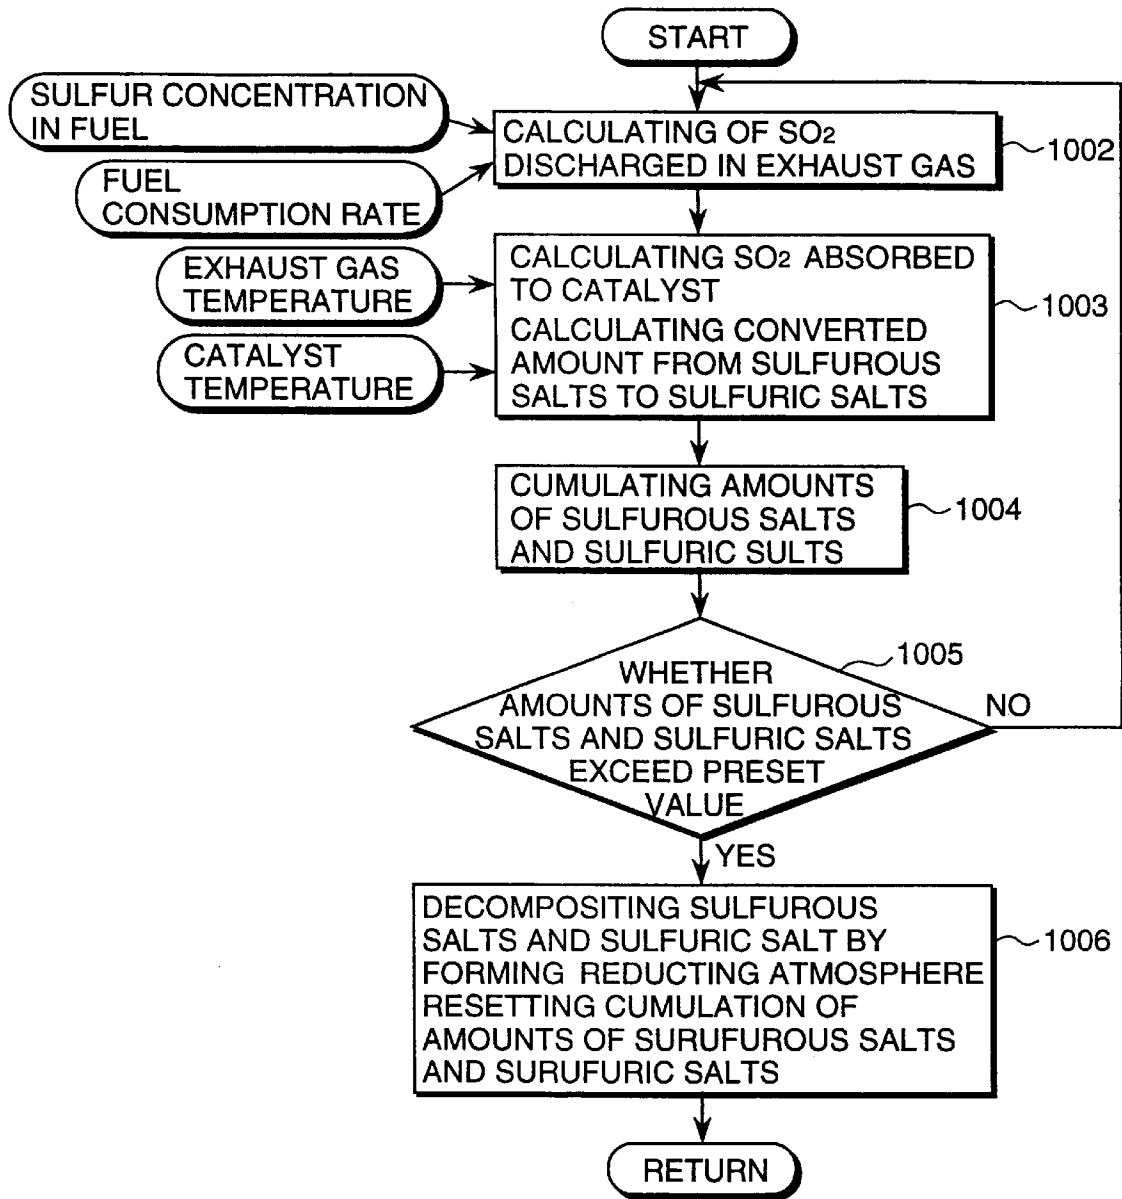 START
SULFUR CONCENTRATION
IN FUEL
FUEL
CONSUMPTION RATE
CALCULATING OF SO2
DISCHARGED IN EXHAUST GAS
1002
EXHAUST GAS
TEMPERATURE
CATALYST
TEMPERATURE
CALCULATING SO2 ABSORBED
TO CATALYST
CALCULATING CONVERTED
AMOUNT FROM SULFUROUS
SALTS TO SULFURIC SALTS
1003
CUMULATING AMOUNTS
OF SULFUROUS SALTS
AND SULFURIC SULTS
1004
WHETHER
AMOUNTS OF SULFUROUS
SALTS AND SULFURIC SALTS
EXCEED PRESET
VALUE
1005
NO
YES
DECOMPOSITING SULFUROUS
SALTS AND SULFURIC SALT BY
FORMING REDUCTING ATMOSPHERE
RESETTING CUMULATION OF
AMOUNTS OF SURUFUROUS SALTS
AND SURUFURIC SALTS
1006
RETURN